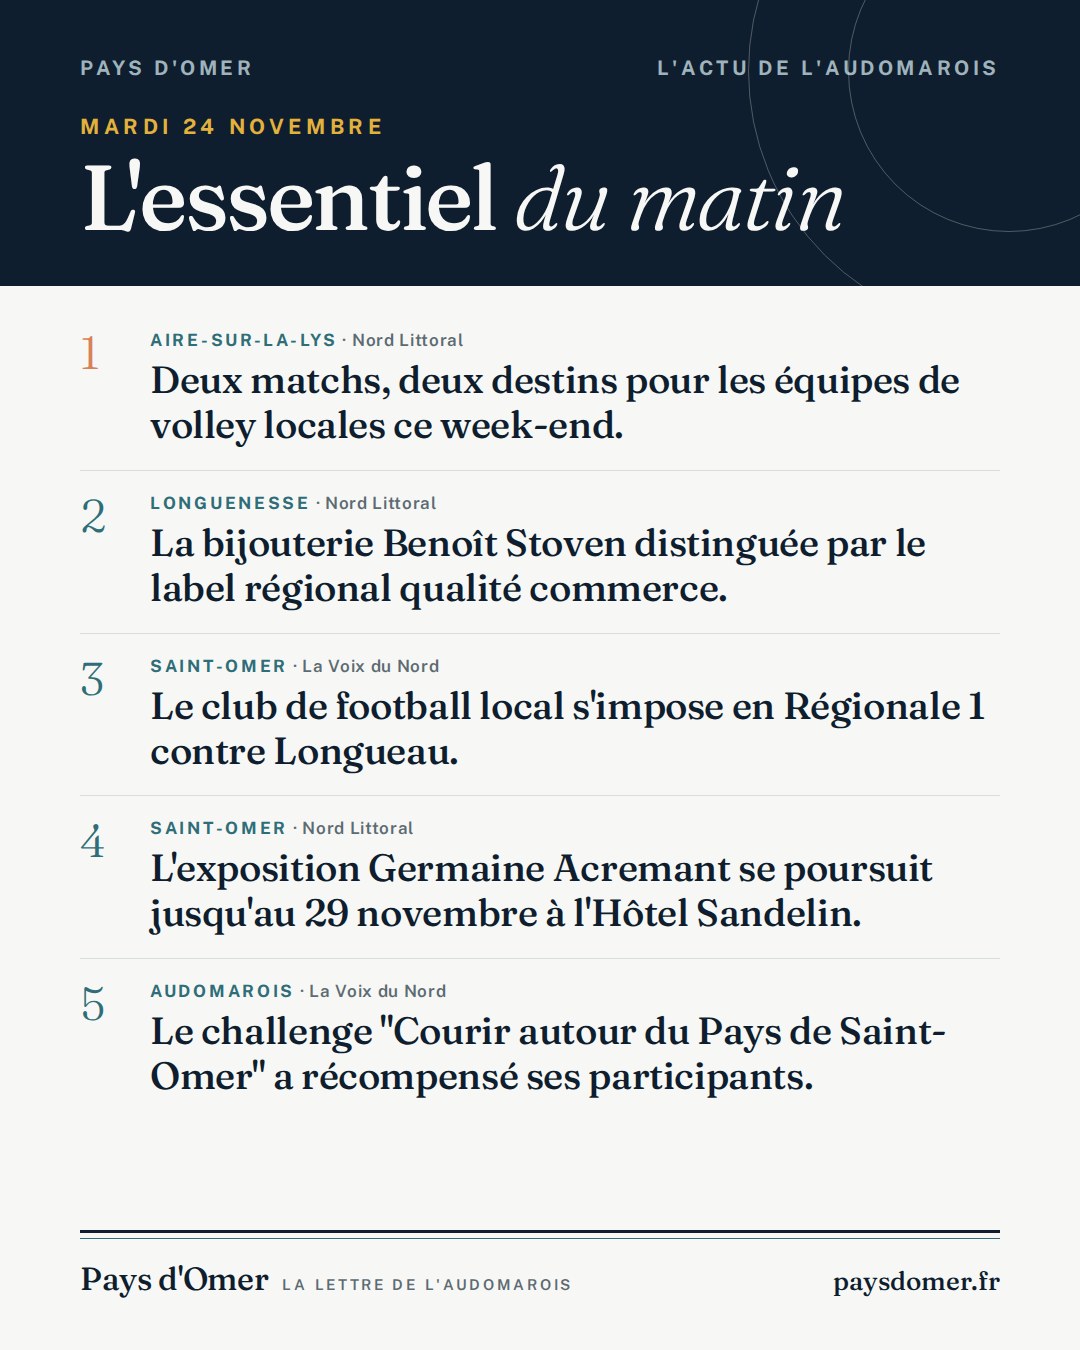 PAYS D'OMER
L'ACTU DE L'AUDOMAROIS
MARDI 24 NOVEMBRE
L'essentiel du matin
1
AIRE-SUR-LA-LYS · Nord Littoral
Deux matchs, deux destins pour les équipes de
volley locales ce week-end.
2
LONGUENESSE · Nord Littoral
La bijouterie Benoît Stoven distinguée par le
label régional qualité commerce.
3
SAINT-OMER · La Voix du Nord
Le club de football local s'impose en Régionale 1
contre Longueau.
4
SAINT-OMER · Nord Littoral
L'exposition Germaine Acremant se poursuit
jusqu'au 29 novembre à l'Hôtel Sandelin.
5
AUDOMAROIS · La Voix du Nord
Le challenge "Courir autour du Pays de Saint-
Omer" a récompensé ses participants.
Pays d'Omer LA LETTRE DE L'AUDOMAROIS
paysdomer.fr